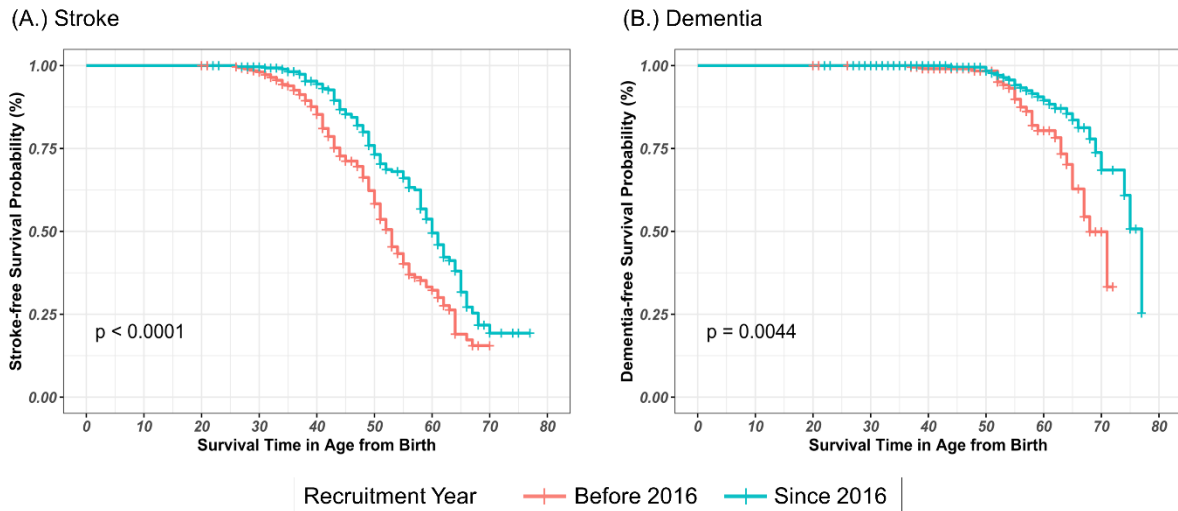 (A.) Stroke
Stroke-free Survival Probability (%)
1.00
0.75
0.50
0.25
0.00
p < 0.0001
0 10 20 30 40 50 60 70 80
Survival Time in Age from Birth
(B.) Dementia
Dementia-free Survival Probability (%)
1.00
0.75
0.50
0.25
0.00
p = 0.0044
0 10 20 30 40 50 60 70 80
Survival Time in Age from Birth
Recruitment Year Before 2016 Since 2016